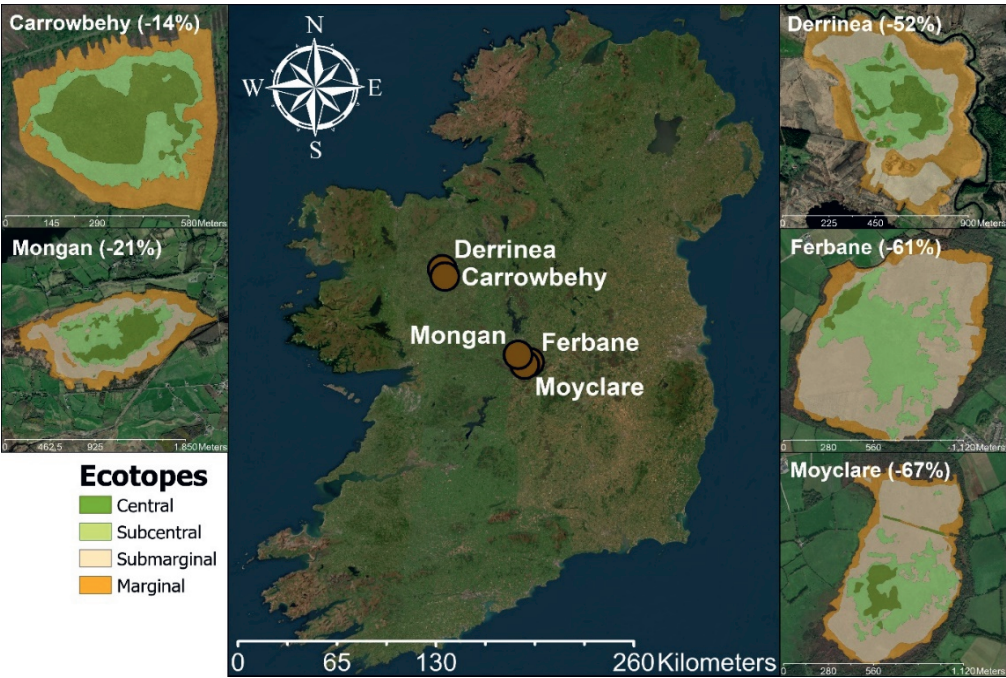 Carrowbehy (-14%)
0 145 290 580 Meters
Mongan (-21%)
0 462,5 925 1.850 Meters
Ecotopes
Central
Subcentral
Submarginal
Marginal
N
W E
S
Derrinea
Carrowbehy
Mongan
Ferbane
Moyclare
0 65 130 260 Kilometers
Derrinea (-52%)
0 225 450 900 Meters
Ferbane (-61%)
0 280 560 1.120 Meters
Moyclare (-67%)
0 280 560 1.120 Meters